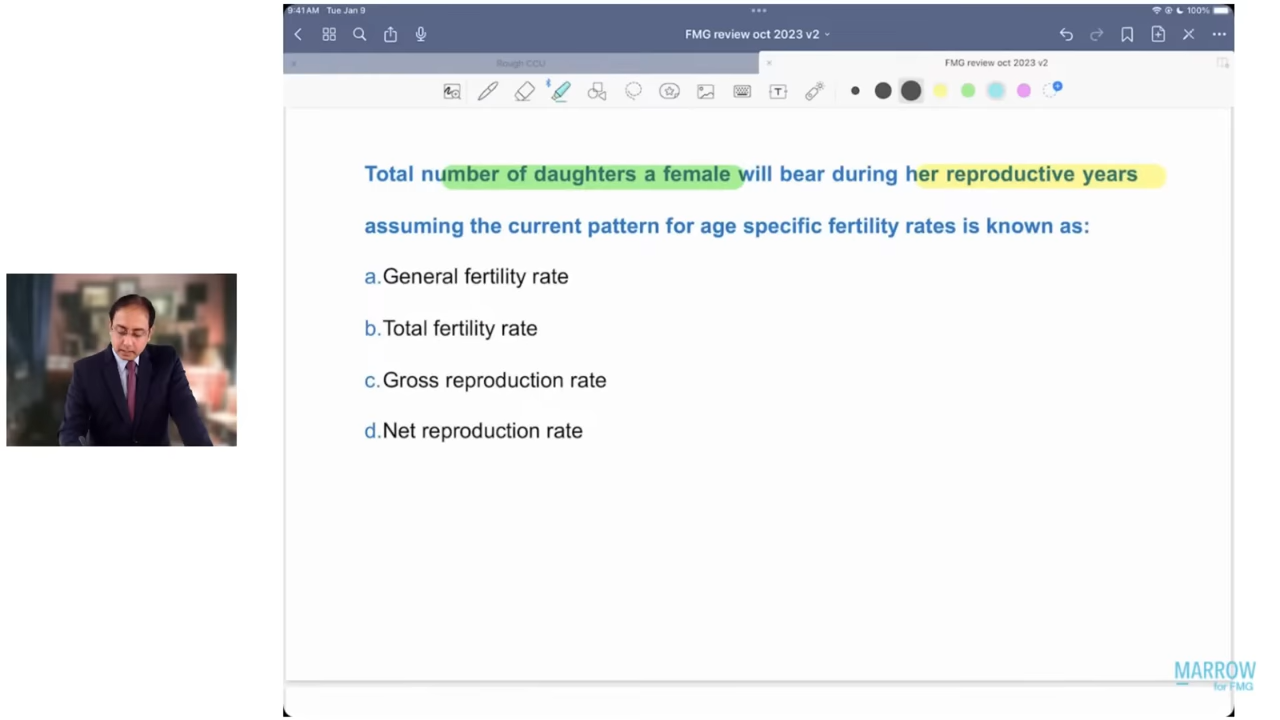 9:41 AM Tue Jan 9
100%
FMG review oct 2023 v2
Rough CCU
FMG review oct 2023 v2
T
Total number of daughters a female will bear during her reproductive years
assuming the current pattern for age specific fertility rates is known as:
a.General fertility rate
b.Total fertility rate
c.Gross reproduction rate
d.Net reproduction rate
MARROW
for FMG